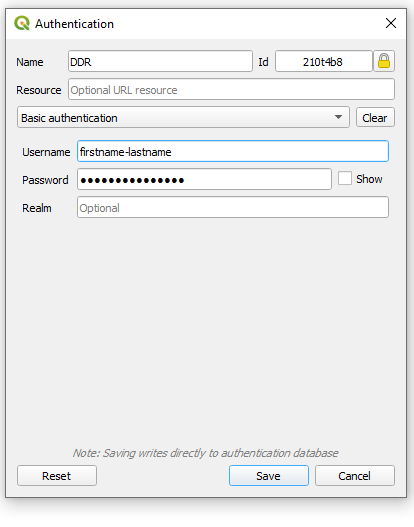 Authentication
Name DDR Id 210t4b8
Resource Optional URL resource
Basic authentication Clear
Username firstname-lastname
Password ●●●●●●●●●●●●●●● Show
Realm Optional
Note: Saving writes directly to authentication database
Reset Save Cancel